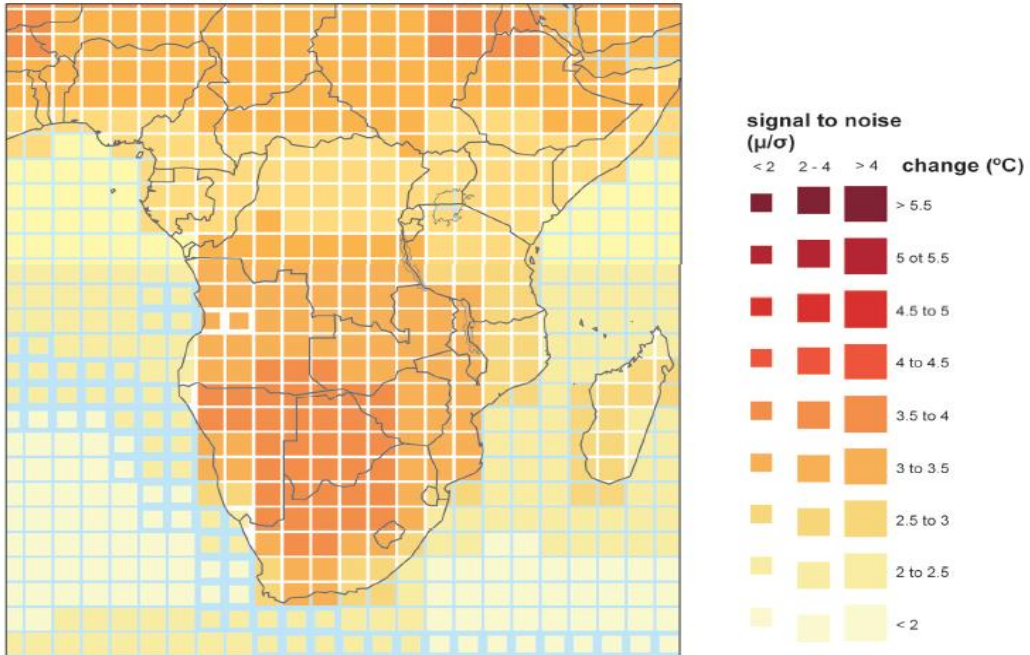 signal to noise
(μ/σ)
< 2 2 - 4 > 4 change (ºC)
> 5.5
5 ot 5.5
4.5 to 5
4 to 4.5
3.5 to 4
3 to 3.5
2.5 to 3
2 to 2.5
< 2